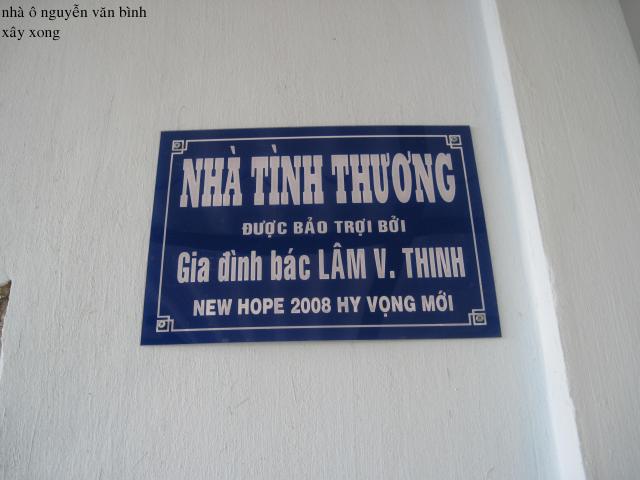 nhà ô nguyễn văn bình
xây xong
NHÀ TÌNH THƯƠNG
ĐƯỢC BẢO TRỢI BỞI
Gia đình bác LÂM V. THINH
NEW HOPE 2008 HY VỌNG MỚI